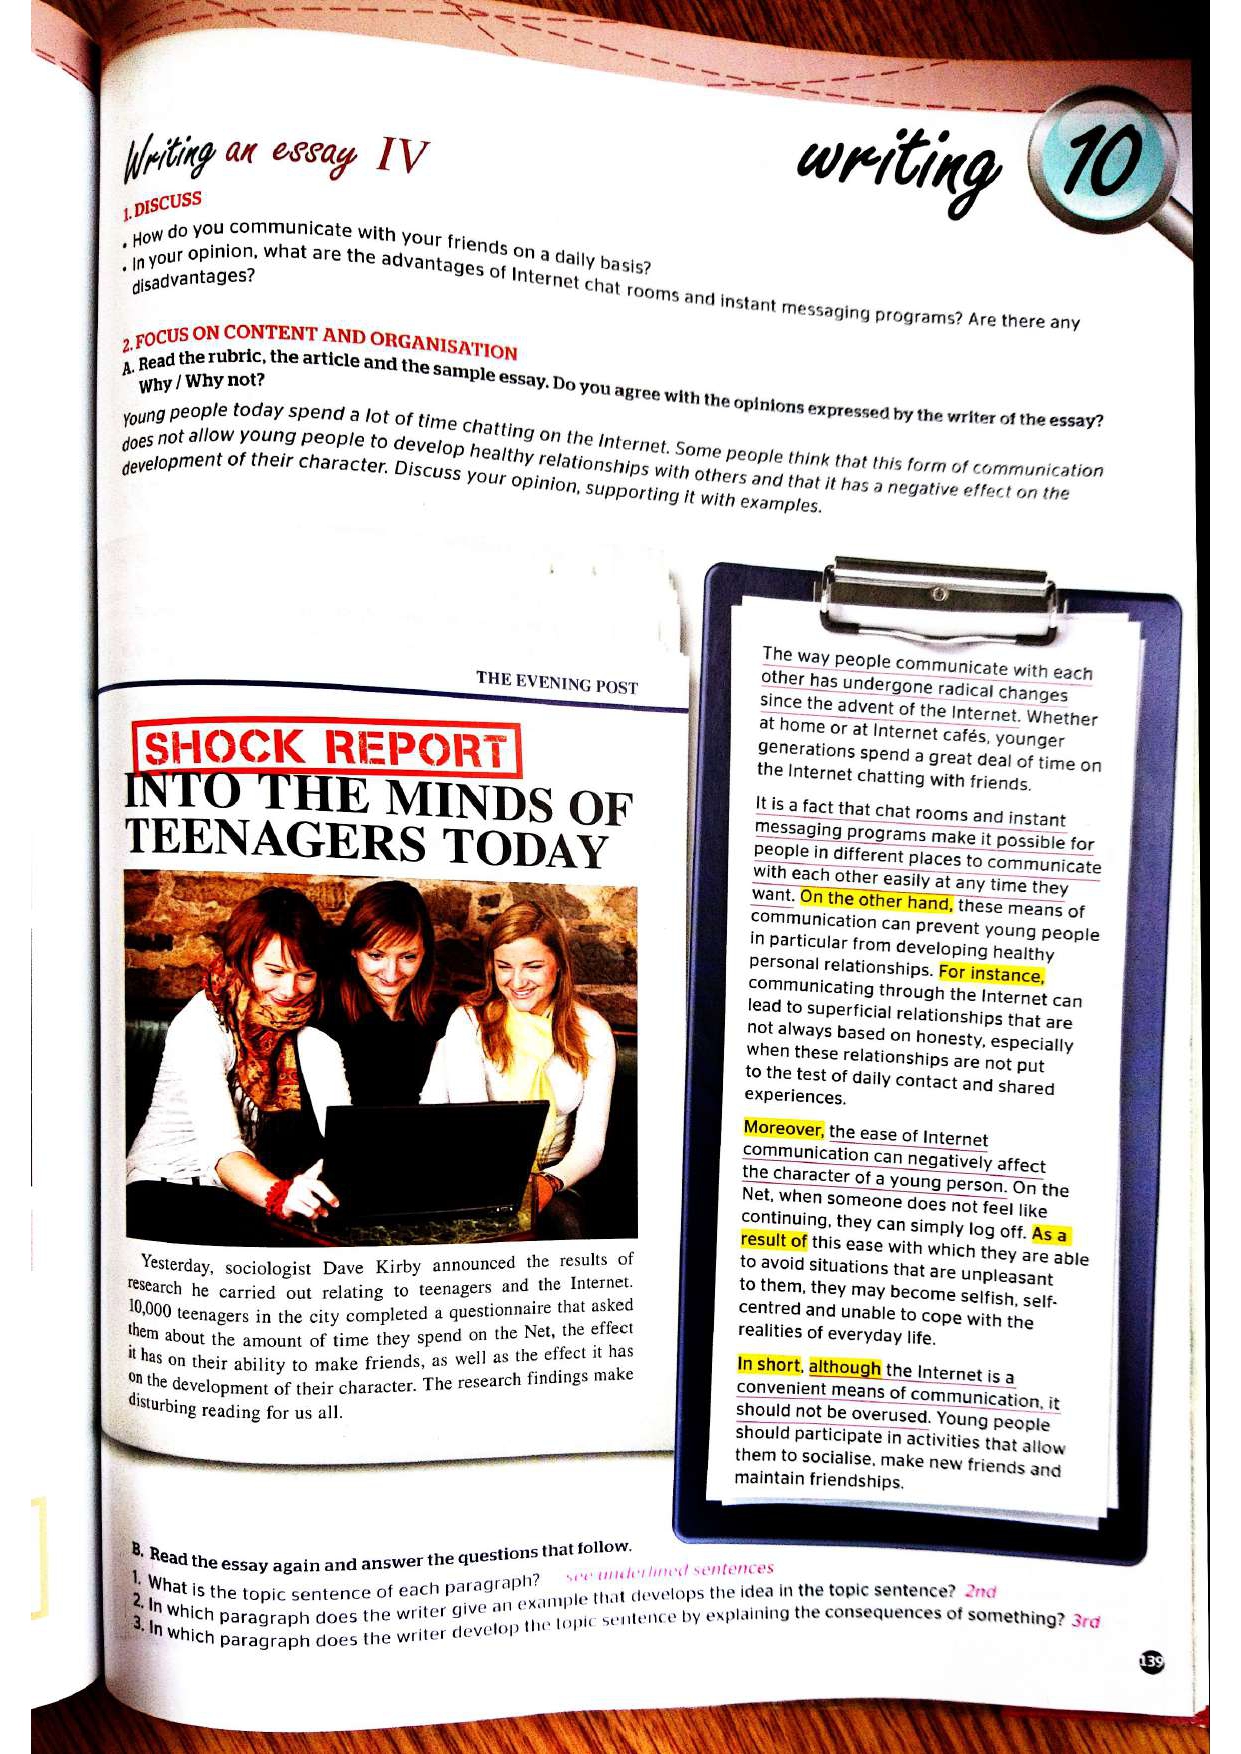 Writing an essay IV
writing 10
1. DISCUSS
• How do you communicate with your friends on a daily basis?
• In your opinion, what are the advantages of Internet chat rooms and instant messaging programs? Are there any
disadvantages?
2. FOCUS ON CONTENT AND ORGANISATION
A. Read the rubric, the article and the sample essay. Do you agree with the opinions expressed by the writer of the essay?
Why / Why not?
Young people today spend a lot of time chatting on the Internet. Some people think that this form of communication
does not allow young people to develop healthy relationships with others and that it has a negative effect on the
development of their character. Discuss your opinion, supporting it with examples.
THE EVENING POST
SHOCK REPORT
INTO THE MINDS OF
TEENAGERS TODAY
Yesterday, sociologist Dave Kirby announced the results of
research he carried out relating to teenagers and the Internet.
10,000 teenagers in the city completed a questionnaire that asked
them about the amount of time they spend on the Net, the effect
it has on their ability to make friends, as well as the effect it has
on the development of their character. The research findings make
disturbing reading for us all.
The way people communicate with each
other has undergone radical changes
since the advent of the Internet. Whether
at home or at Internet cafés, younger
generations spend a great deal of time on
the Internet chatting with friends.
It is a fact that chat rooms and instant
messaging programs make it possible for
people in different places to communicate
with each other easily at any time they
want. On the other hand, these means of
communication can prevent young people
in particular from developing healthy
personal relationships. For instance,
communicating through the Internet can
lead to superficial relationships that are
not always based on honesty, especially
when these relationships are not put
to the test of daily contact and shared
experiences.
Moreover, the ease of Internet
communication can negatively affect
the character of a young person. On the
Net, when someone does not feel like
continuing, they can simply log off. As a
result of this ease with which they are able
to avoid situations that are unpleasant
to them, they may become selfish, self-
centred and unable to cope with the
realities of everyday life.
In short, although the Internet is a
convenient means of communication, it
should not be overused. Young people
should participate in activities that allow
them to socialise, make new friends and
maintain friendships.
B. Read the essay again and answer the questions that follow.
1. What is the topic sentence of each paragraph? see underlined sentences
2. In which paragraph does the writer give an example that develops the idea in the topic sentence? 2nd
3. In which paragraph does the writer develop the topic sentence by explaining the consequences of something? 3rd
139